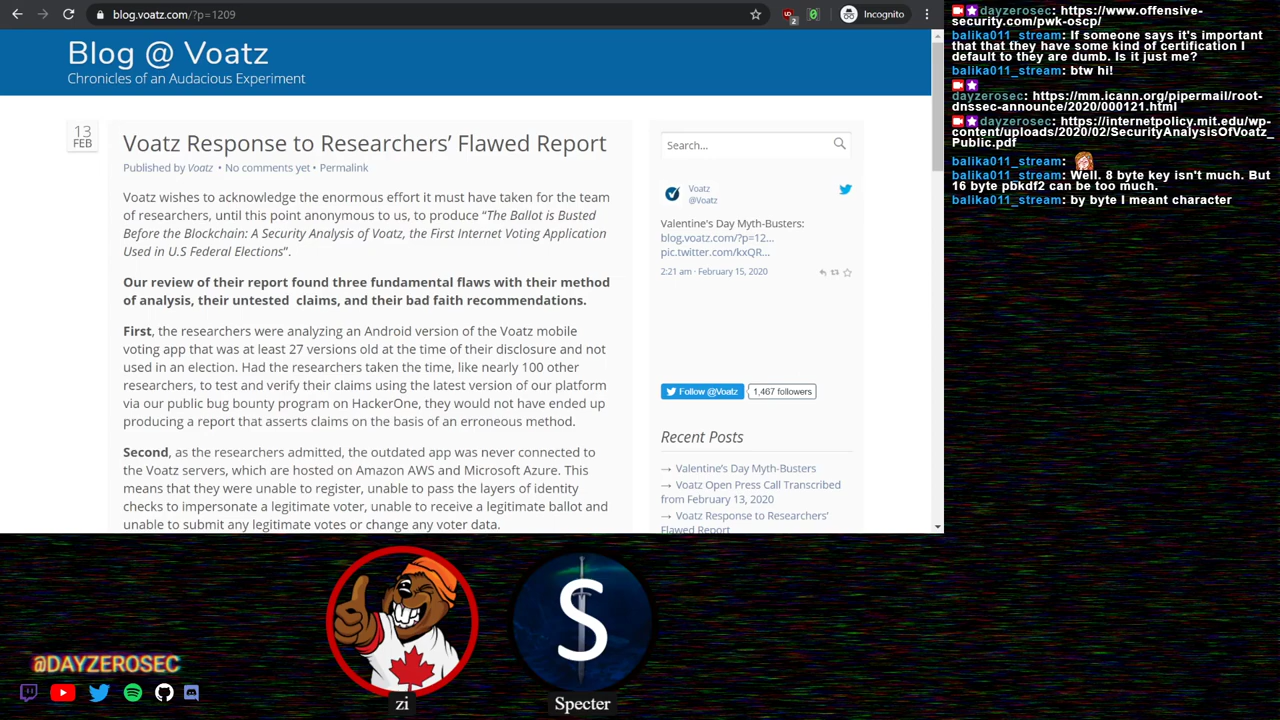 blog.voatz.com/?p=1209
2
Incognito
Blog @ Voatz
Chronicles of an Audacious Experiment
13
FEB
Voatz Response to Researchers’ Flawed Report
Published by Voatz • No comments yet • Permalink
Voatz wishes to acknowledge the enormous effort it must have taken for the team
of researchers, until this point anonymous to us, to produce “The Ballot is Busted
Before the Blockchain: A Security Analysis of Voatz, the First Internet Voting Application
Used in U.S Federal Elections”.
Our review of their report found three fundamental flaws with their method
of analysis, their untested claims, and their bad faith recommendations.
First, the researchers were analyzing an Android version of the Voatz mobile
voting app that was at least 27 versions old at the time of their disclosure and not
used in an election. Had the researchers taken the time, like nearly 100 other
researchers, to test and verify their claims using the latest version of our platform
via our public bug bounty program on HackerOne, they would not have ended up
producing a report that asserts claims on the basis of an erroneous method.
Second, as the researchers admitted, the outdated app was never connected to
the Voatz servers, which are hosted on Amazon AWS and Microsoft Azure. This
means that they were unable to register, unable to pass the layers of identity
checks to impersonate a legitimate voter, unable to receive a legitimate ballot and
unable to submit any legitimate votes or change any voter data.
Search...
Voatz
@Voatz
Valentine's Day Myth-Busters:
blog.voatz.com/?p=12...
pic.twitter.com/kxQR...
2:21 am · February 15, 2020
Follow @Voatz
1,467 followers
Recent Posts
→ Valentine’s Day Myth-Busters
→ Voatz Open Press Call Transcribed
from February 13, 2020
→ Voatz Response to Researchers’
Flawed Report
dayzerosec: https://www.offensive-
security.com/pwk-oscp/
balika011_stream: If someone says it's important
that that they have some kind of certification I
default to they are dumb. Is it just me?
balika011_stream: btw hi!
dayzerosec: https://mm.icann.org/pipermail/root-
dnssec-announce/2020/000121.html
dayzerosec: https://internetpolicy.mit.edu/wp-
content/uploads/2020/02/SecurityAnalysisOfVoatz_
Public.pdf
balika011_stream:
balika011_stream: Well. 8 byte key isn't much. But
16 byte pbkdf2 can be too much.
balika011_stream: by byte I meant character
@DAYZEROSEC
zi
S
Specter